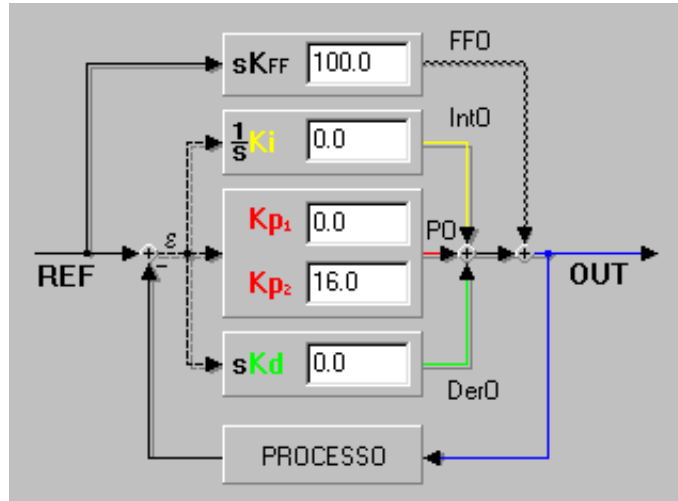 FFO
sKFF 100.0
IntO
1/s Ki 0.0
Kp1 0.0
ε
+
-
PO
+
+
REF
OUT
Kp2 16.0
sKd 0.0
DerO
PROCESSO